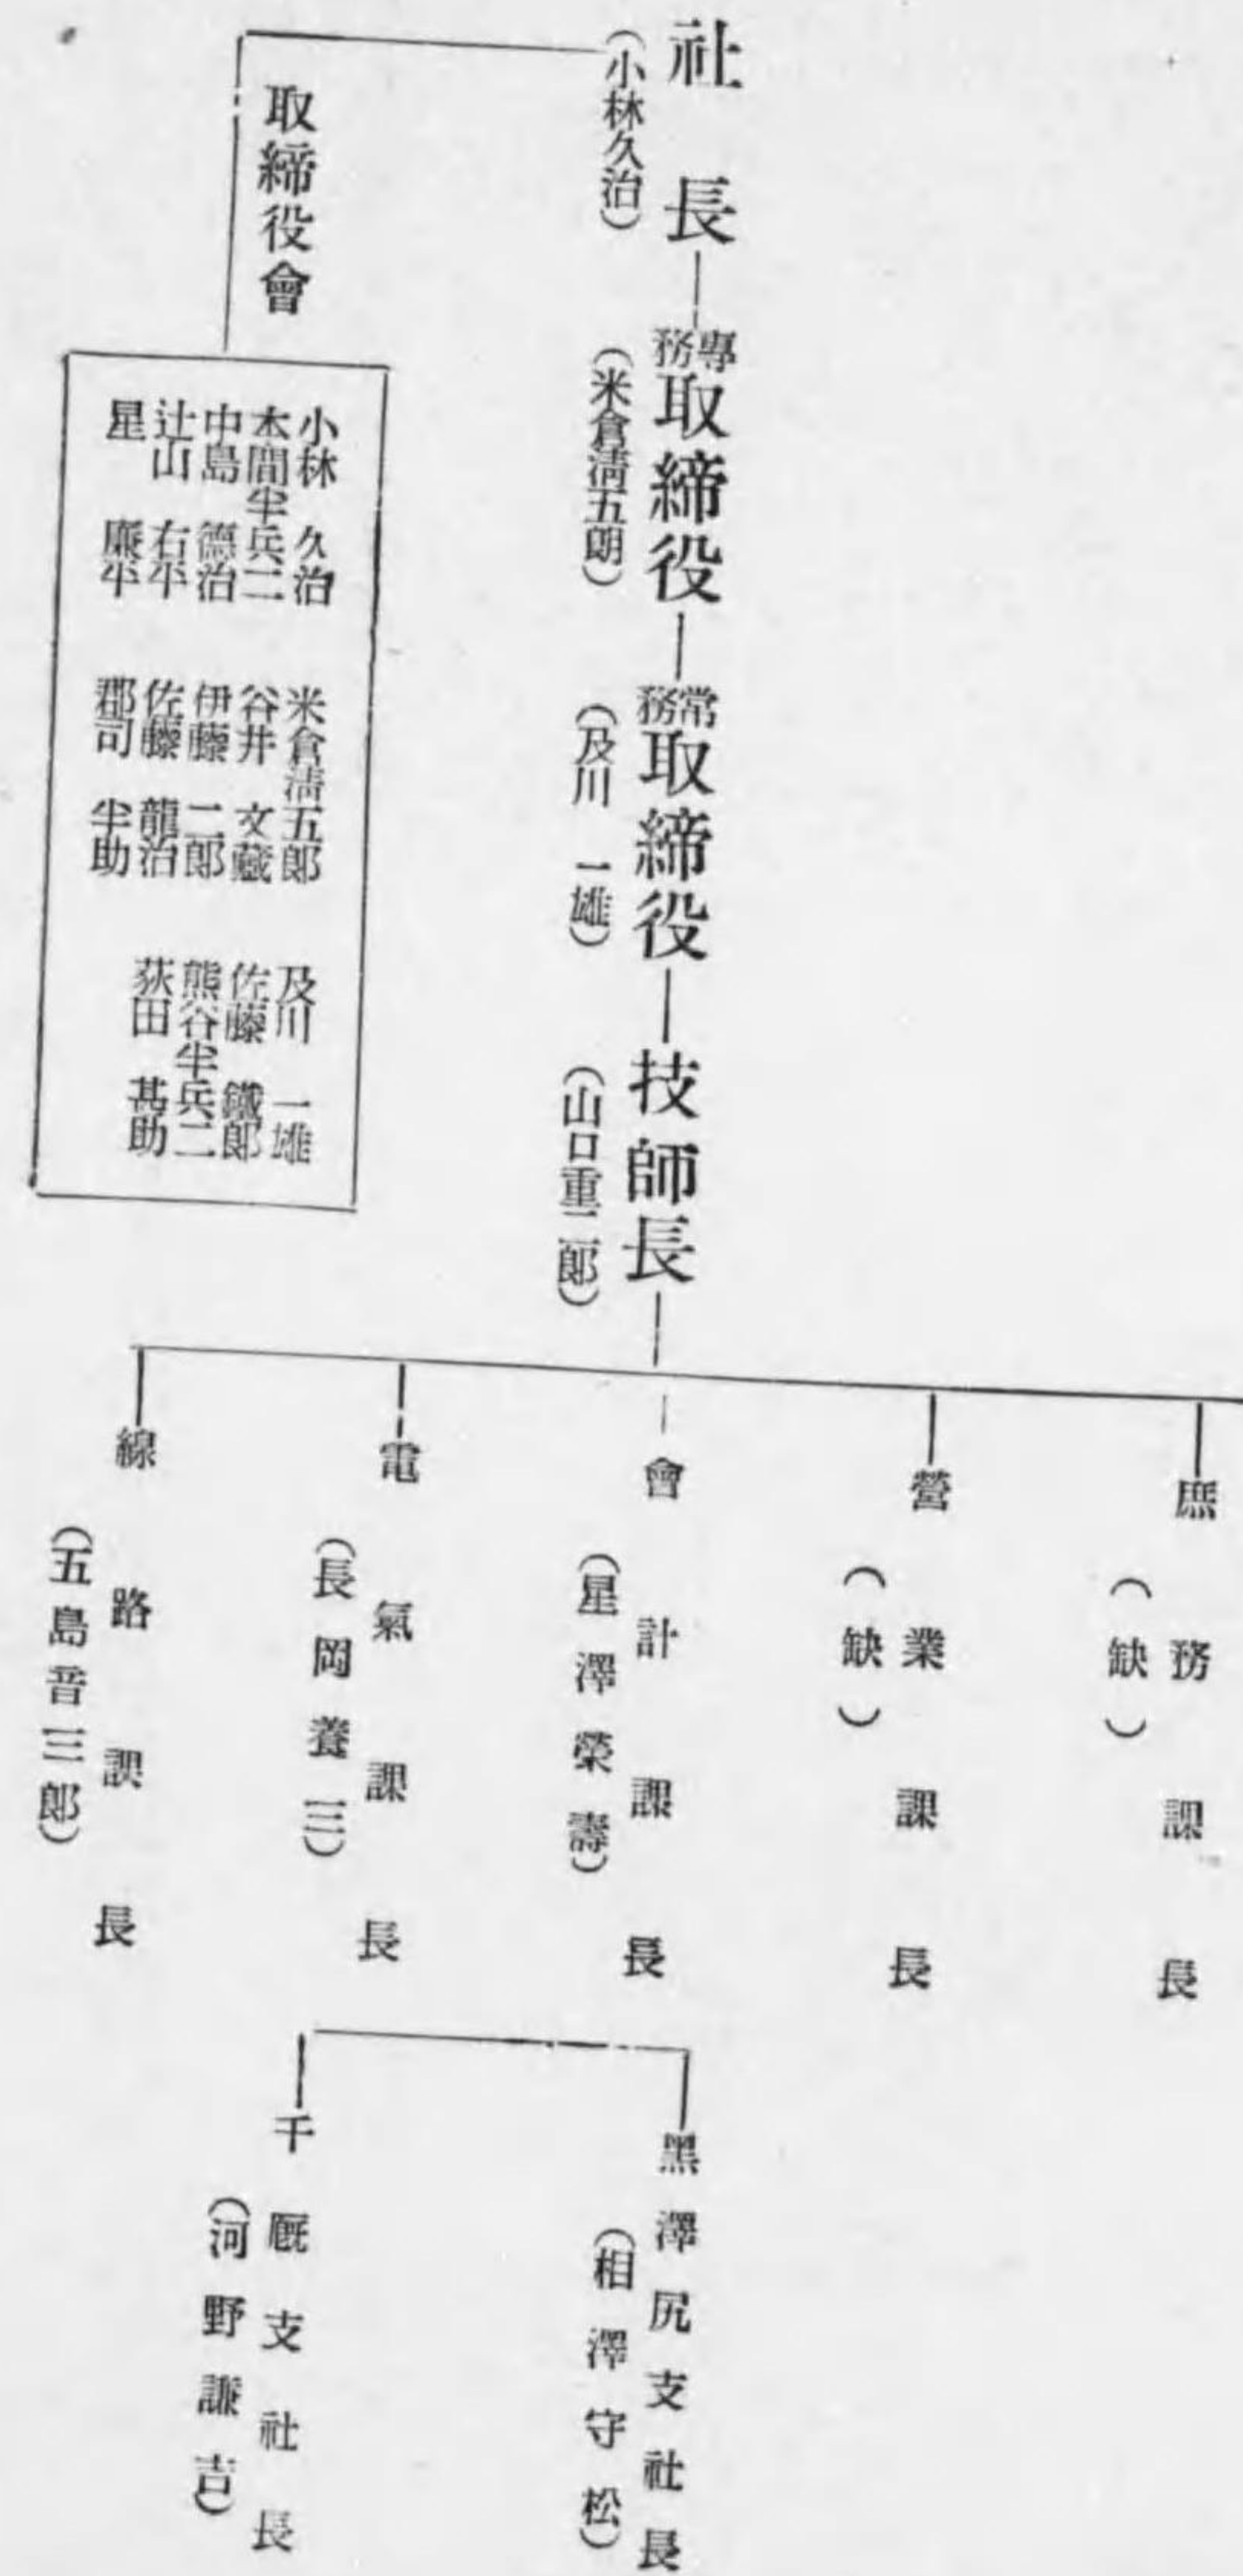 社長
(小林久治)
專務取締役
(米倉淸五朗)
常務取締役
(及川一雄)
技師長
(山口重二郎)
取締役會
小林久治 米倉淸五郎 及川一雄
本間半兵二 谷井文藏 佐藤鐵郎
中島德治 伊藤二郎 熊谷半兵二
辻山右平 佐藤龍治 荻田甚助
星廉平 郡司半助
庶務課長
(缺)
營業課長
(缺)
會計課長
(星澤榮壽)
電氣課長
(長岡養三)
線路課長
(五島音三郎)
黑澤尻支社長
(相澤守松)
千厩支社長
(河野謙吉)